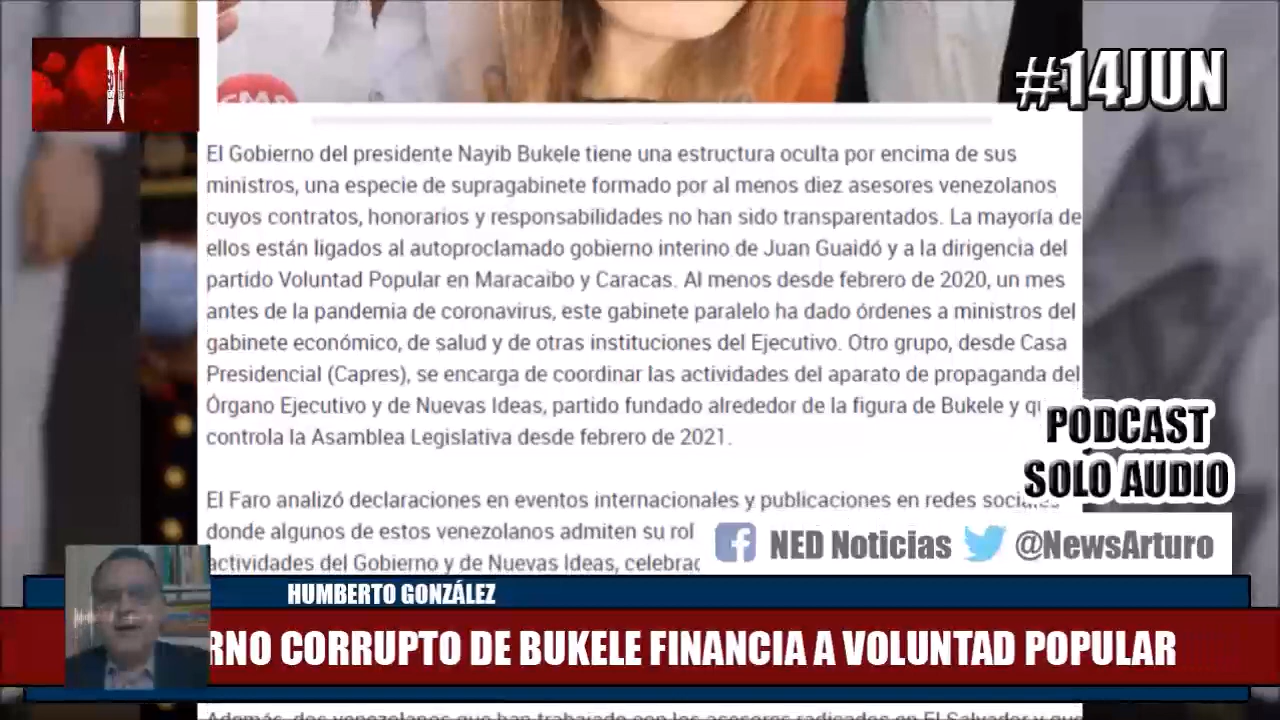 #14JUN
El Gobierno del presidente Nayib Bukele tiene una estructura oculta por encima de sus
ministros, una especie de supragabinete formado por al menos diez asesores venezolanos
cuyos contratos, honorarios y responsabilidades no han sido transparentados. La mayoría de
ellos están ligados al autoproclamado gobierno interino de Juan Guaidó y a la dirigencia del
partido Voluntad Popular en Maracaibo y Caracas. Al menos desde febrero de 2020, un mes
antes de la pandemia de coronavirus, este gabinete paralelo ha dado órdenes a ministros del
gabinete económico, de salud y de otras instituciones del Ejecutivo. Otro grupo, desde Casa
Presidencial (Capres), se encarga de coordinar las actividades del aparato de propaganda del
Órgano Ejecutivo y de Nuevas Ideas, partido fundado alrededor de la figura de Bukele y
controla la Asamblea Legislativa desde febrero de 2021.
PODCAST
SOLO AUDIO
El Faro analizó declaraciones en eventos internacionales y publicaciones en redes
donde algunos de estos venezolanos admiten su rol
actividades del Gobierno y de Nuevas Ideas,
NED Noticias @NewsArturo
HUMBERTO GONZÁLEZ
RNO CORRUPTO DE BUKELE FINANCIA A VOLUNTAD POPULAR